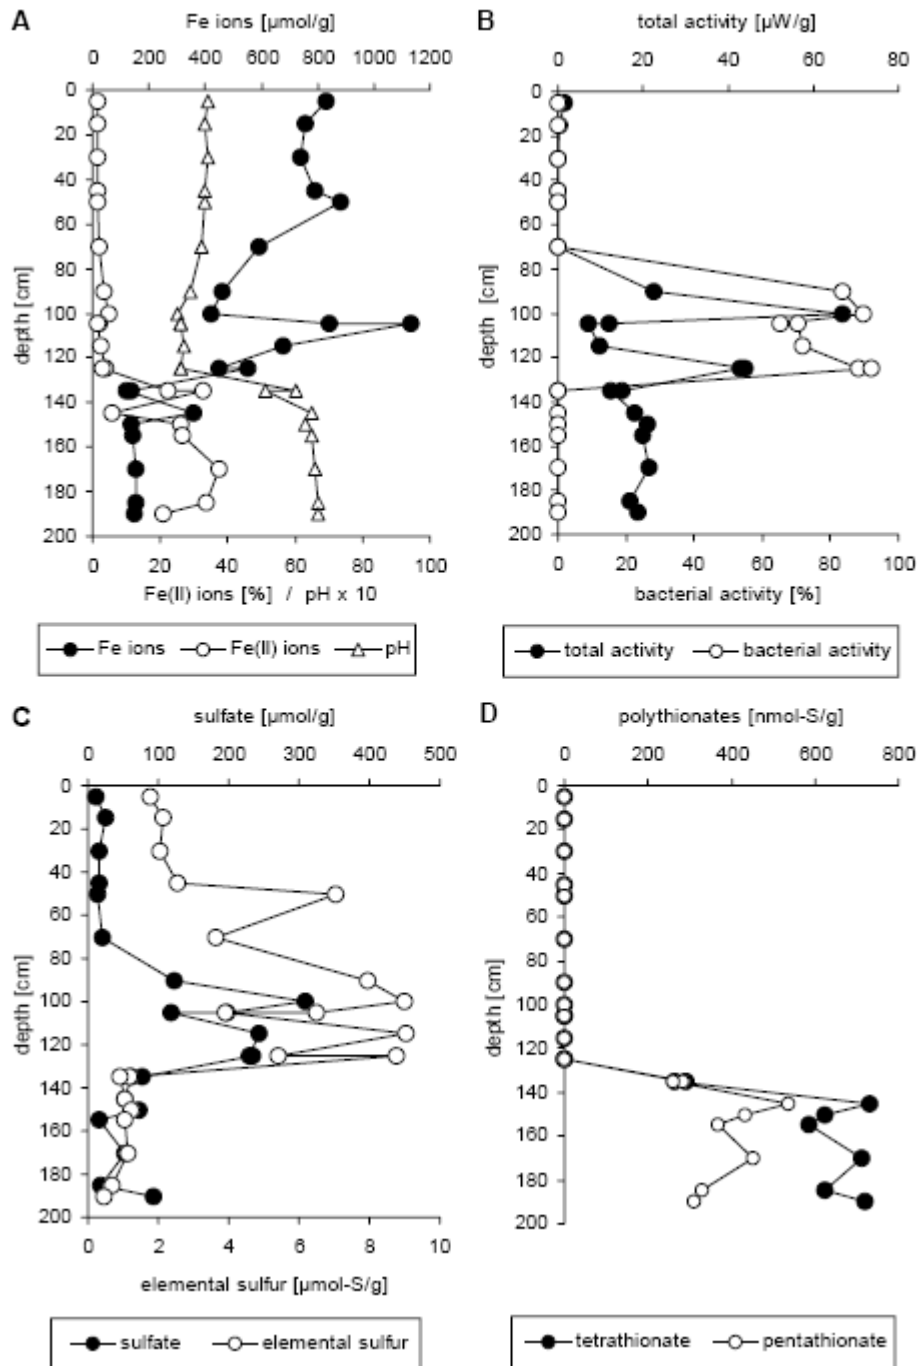 A
Fe ions [µmol/g]
0 200 400 600 800 1000 1200
0
20
40
60
80
100
120
140
160
180
200
depth [cm]
0 20 40 60 80 100
Fe(II) ions [%] / pH x 10
Fe ions Fe(II) ions pH
B
total activity [µW/g]
0 20 40 60 80
0
20
40
60
80
100
120
140
160
180
200
depth [cm]
0 20 40 60 80 100
bacterial activity [%]
total activity bacterial activity
C
sulfate [µmol/g]
0 100 200 300 400 500
0
20
40
60
80
100
120
140
160
180
200
depth [cm]
0 2 4 6 8 10
elemental sulfur [µmol-S/g]
sulfate elemental sulfur
D
polythionates [nmol-S/g]
0 200 400 600 800
0
20
40
60
80
100
120
140
160
180
200
depth [cm]
tetrathionate pentathionate